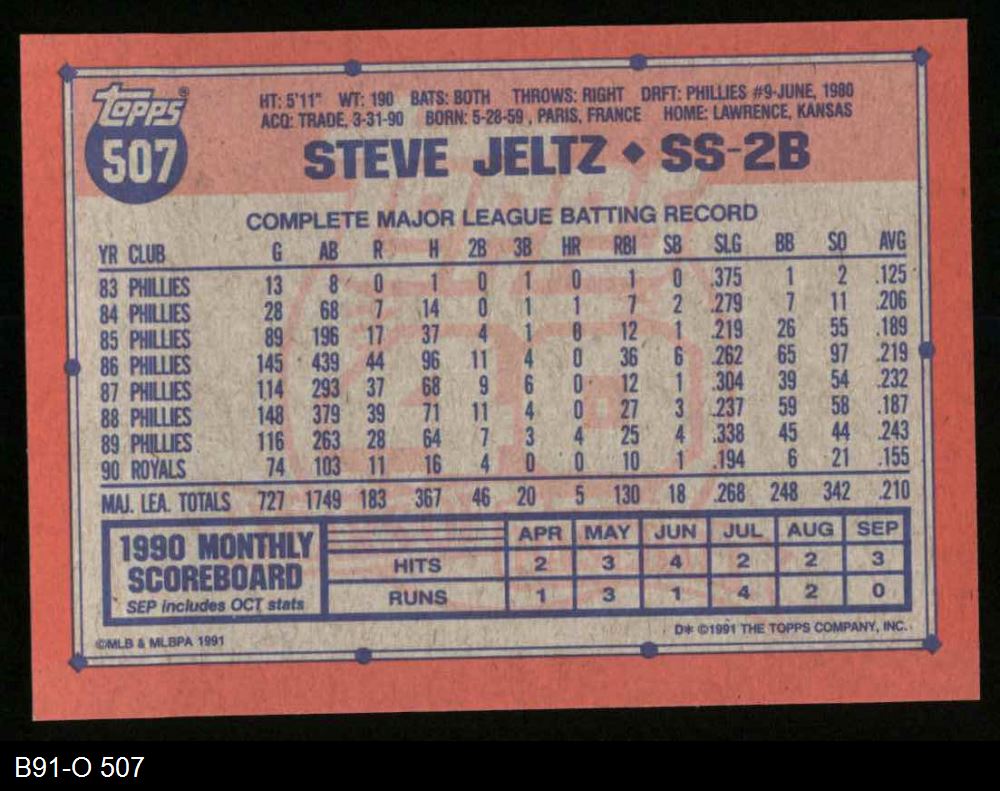 Topps®
507
HT: 5'11" WT: 190 BATS: BOTH THROWS: RIGHT DRFT: PHILLIES #9-JUNE, 1980
ACQ: TRADE, 3-31-90 BORN: 5-28-59, PARIS, FRANCE HOME: LAWRENCE, KANSAS
STEVE JELTZ ◆ SS-2B
COMPLETE MAJOR LEAGUE BATTING RECORD
YR CLUB G AB R H 2B 3B HR RBI SB SLG BB SO AVG
83 PHILLIES 13 8 0 1 0 1 0 1 0 .375 1 2 .125
84 PHILLIES 28 68 7 14 0 1 1 7 2 .279 7 11 .206
85 PHILLIES 89 196 17 37 4 1 0 12 1 .219 26 55 .189
86 PHILLIES 145 439 44 96 11 4 0 36 6 .262 65 97 .219
87 PHILLIES 114 293 37 68 9 6 0 12 1 .304 39 54 .232
88 PHILLIES 148 379 39 71 11 4 0 27 3 .237 59 58 .187
89 PHILLIES 116 263 28 64 7 3 4 25 4 .338 45 44 .243
90 ROYALS 74 103 11 16 4 0 0 10 1 .194 6 21 .155
MAJ. LEA. TOTALS 727 1749 183 367 46 20 5 130 18 .268 248 342 .210
1990 MONTHLY
SCOREBOARD
SEP includes OCT stats
APR MAY JUN JUL AUG SEP
HITS 2 3 4 2 2 3
RUNS 1 3 1 4 2 0
©MLB & MLBPA 1991
D* ©1991 THE TOPPS COMPANY, INC.
B91-O 507